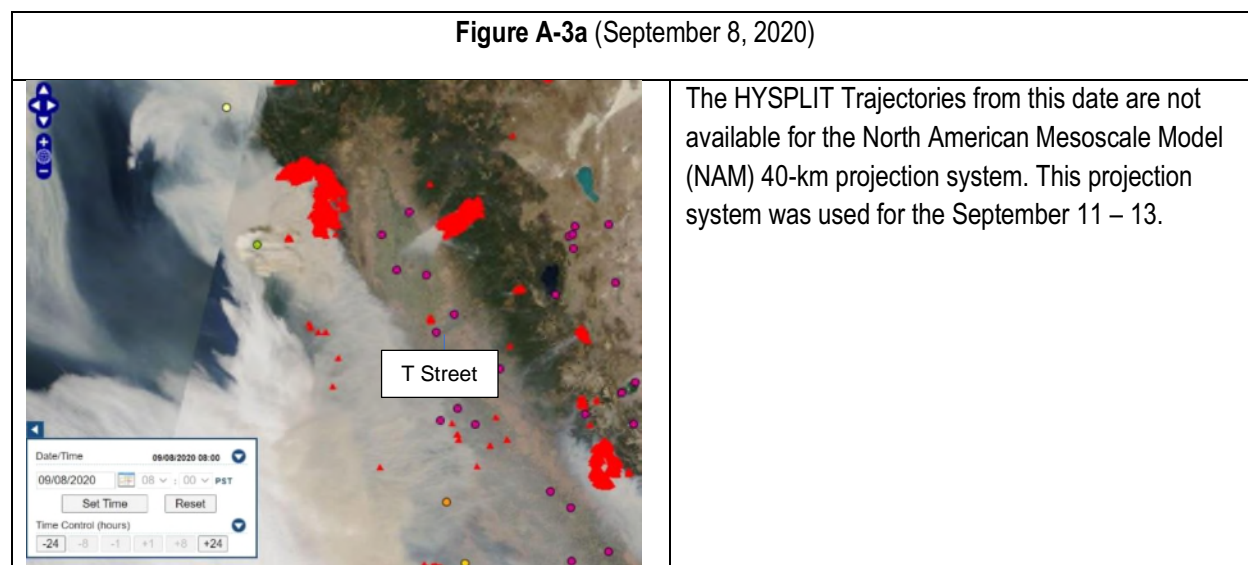 Figure A-3a (September 8, 2020)
The HYSPLIT Trajectories from this date are not
available for the North American Mesoscale Model
(NAM) 40-km projection system. This projection
system was used for the September 11 – 13.
T Street
Date/Time 09/08/2020 08:00
09/08/2020 08 : 00 PST
Set Time Reset
Time Control (hours)
-24 -8 -1 +1 +8 +24